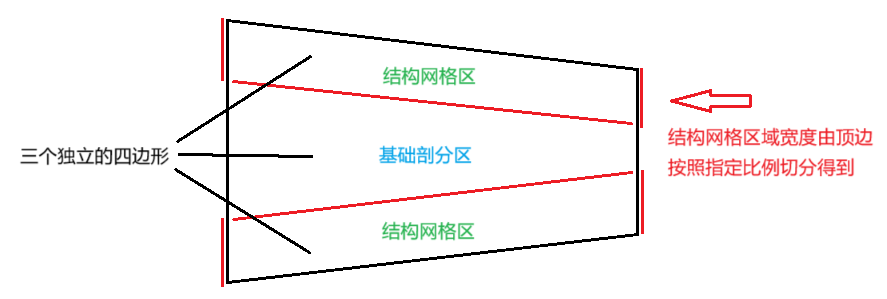 结构网格区
三个独立的四边形
基础剖分区
结构网格区域宽度由顶边
按照指定比例切分得到
结构网格区